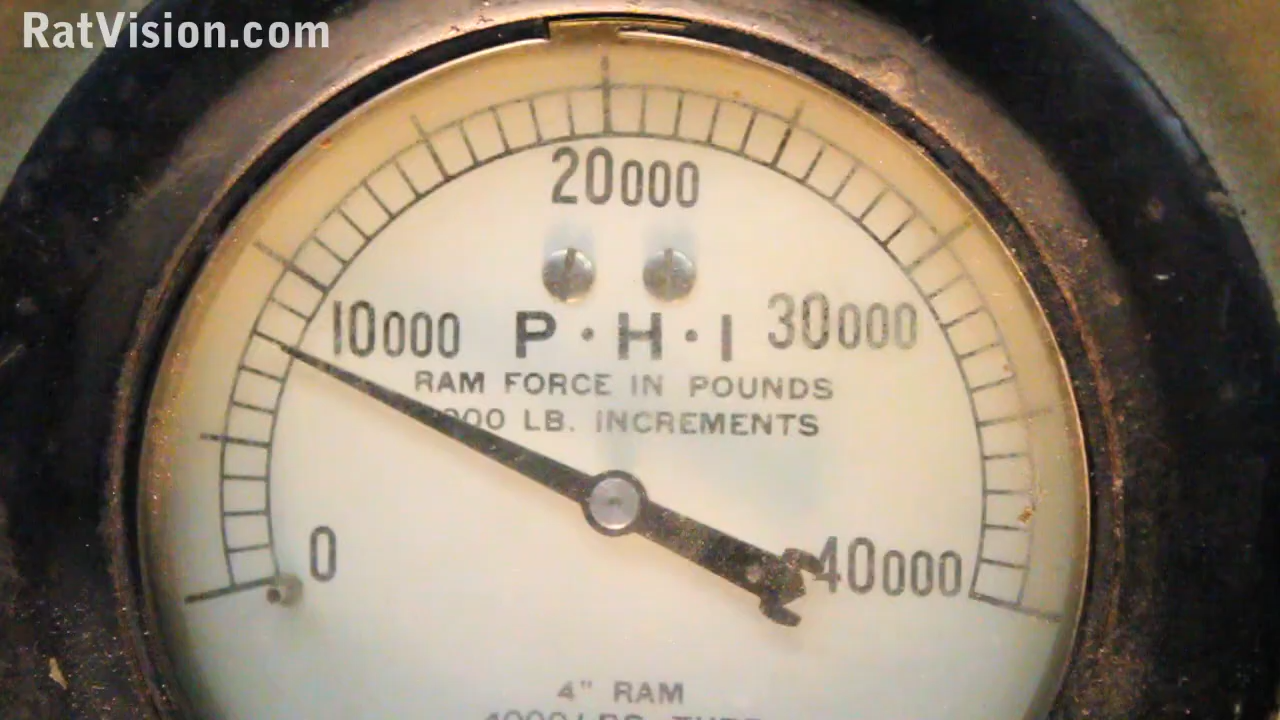 RatVision.com
20000
10000 P·H·I 30000
RAM FORCE IN POUNDS
LB. INCREMENTS
0
40000
4" RAM